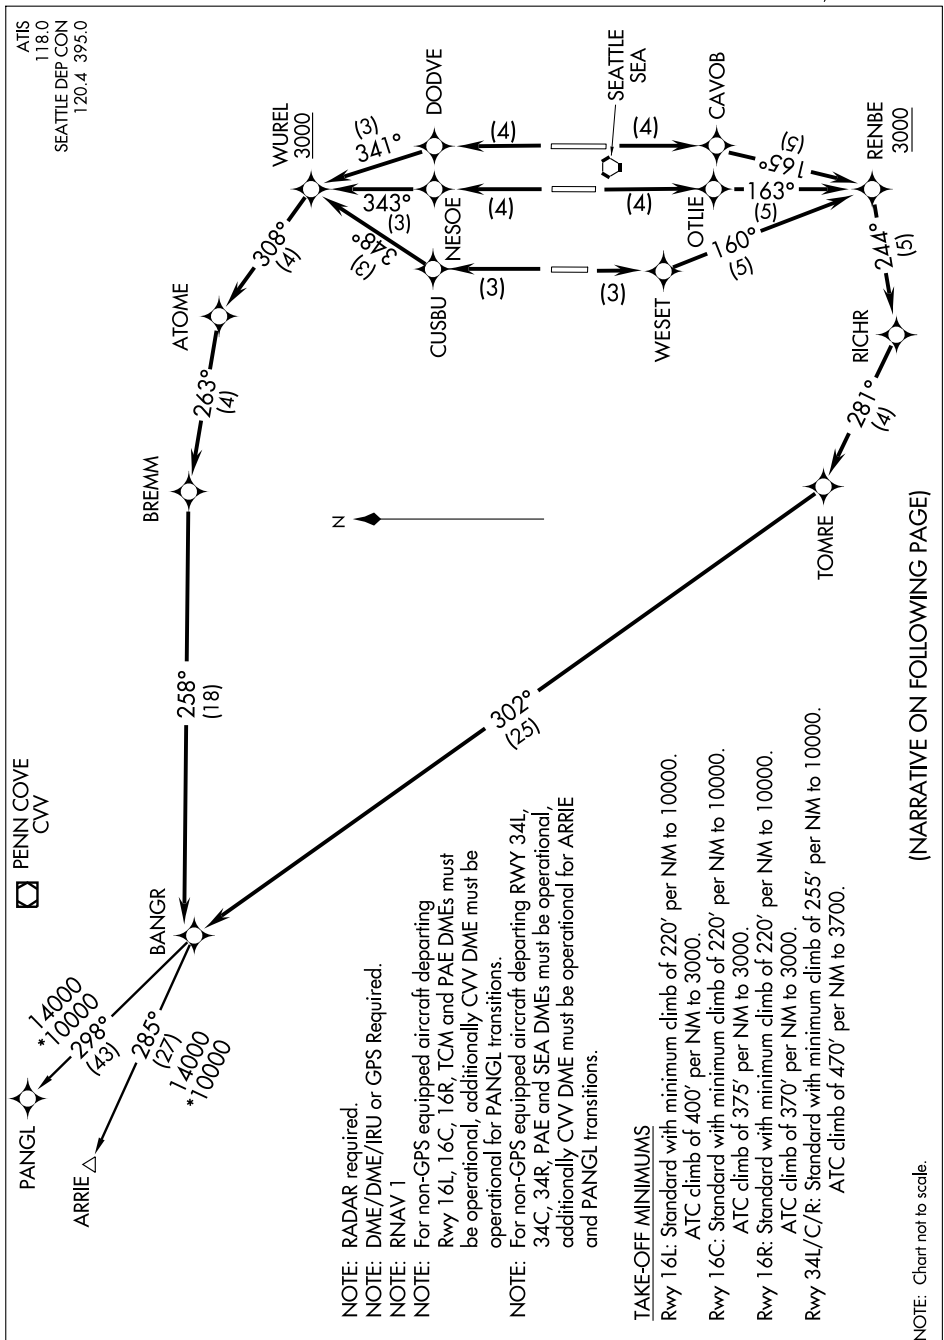 ATIS
118.0
SEATTLE DEP CON
120.4 395.0
PENN COVE
CVV
PANGL
14000
*10000
298°
(43)
ARRIE
285°
(27)
14000
*10000
BANGR
258°
(18)
BREMM
263°
(4)
ATOME
308°
(4)
WUREL
3000
341°
(3)
343°
(3)
348°
(3)
DODVE
NESOE
CUSBU
(4)
(4)
(4)
(4)
(3)
(3)
SEATTLE
SEA
CAVOB
OTLIE
WESET
165°
(5)
163°
(5)
160°
(5)
RENBE
3000
244°
(5)
RICHR
281°
(4)
TOMRE
302°
(25)
N
NOTE: RADAR required.
NOTE: DME/DME/IRU or GPS Required.
NOTE: RNAV 1
NOTE: For non-GPS equipped aircraft departing
Rwy 16L, 16C, 16R, TCM and PAE DMEs must
be operational, additionally CVV DME must be
operational for PANGL transitions.
NOTE: For non-GPS equipped aircraft departing RWY 34L,
34C, 34R, PAE and SEA DMEs must be operational,
additionally CVV DME must be operational for ARRIE
and PANGL transitions.
TAKE-OFF MINIMUMS
Rwy 16L: Standard with minimum climb of 220' per NM to 10000.
ATC climb of 400' per NM to 3000.
Rwy 16C: Standard with minimum climb of 220' per NM to 10000.
ATC climb of 375' per NM to 3000.
Rwy 16R: Standard with minimum climb of 220' per NM to 10000.
ATC climb of 370' per NM to 3000.
Rwy 34L/C/R: Standard with minimum climb of 255' per NM to 10000.
ATC climb of 470' per NM to 3700.
(NARRATIVE ON FOLLOWING PAGE)
NOTE: Chart not to scale.